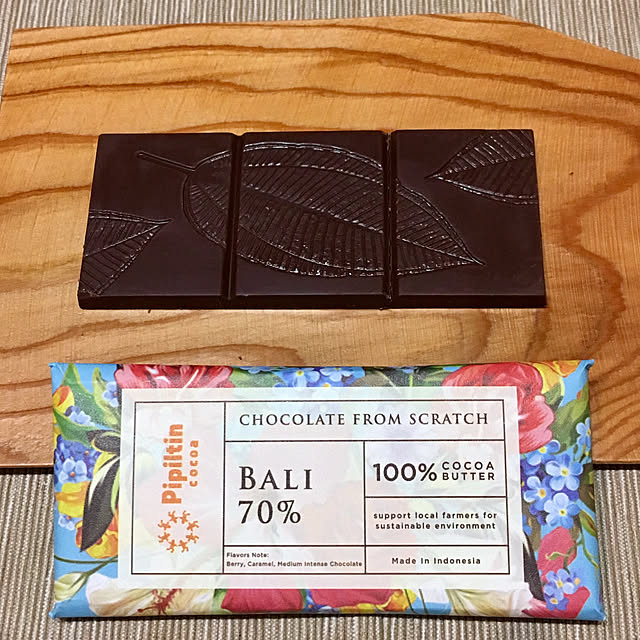 Pipiltin
cocoa
CHOCOLATE FROM SCRATCH
BALI
70%
100% COCOA
BUTTER
support local farmers for
sustainable environment
Flavors Note:
Berry, Caramel, Medium Intense Chocolate
Made in Indonesia